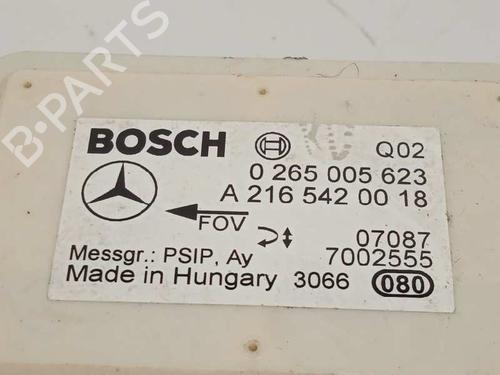 B-PARTS
BOSCH Q02
0 265 005 623
A 216 542 00 18
FOV
07087
Messgr.: PSIP, Ay 7002555
Made in Hungary 3066 080